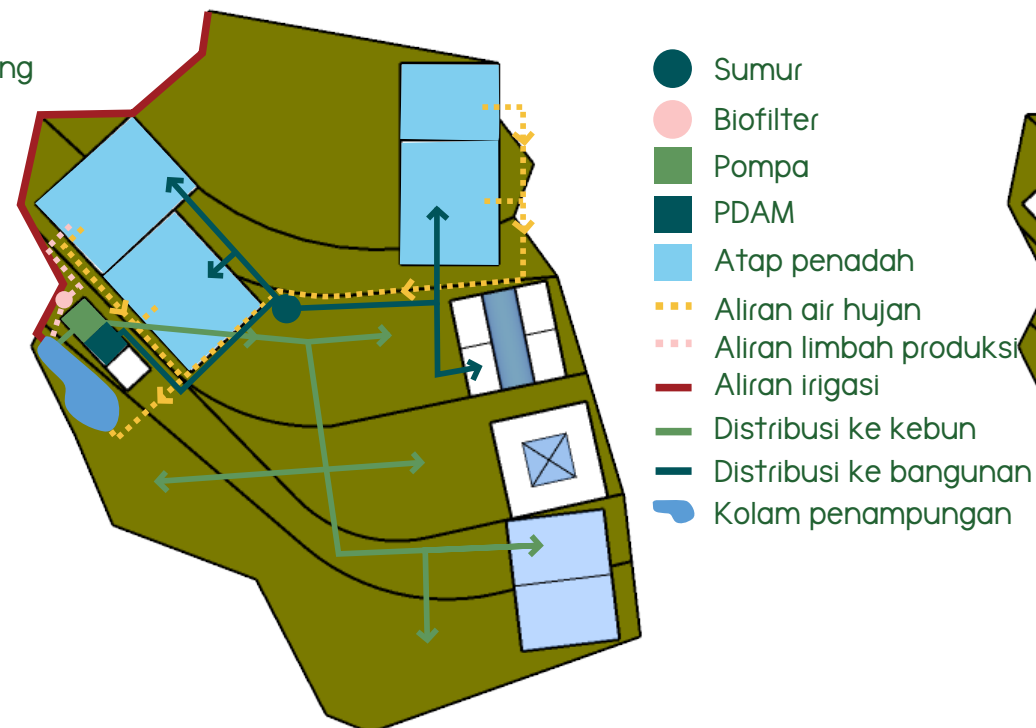 ng
Sumur
Biofilter
Pompa
PDAM
Atap penadah
Aliran air hujan
Aliran limbah produksi
Aliran irigasi
Distribusi ke kebun
Distribusi ke bangunan
Kolam penampungan